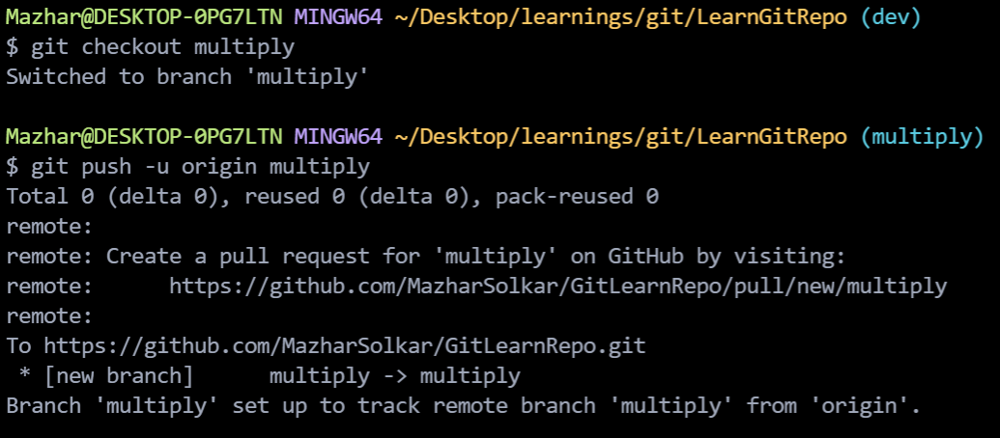 Mazhar@DESKTOP-0PG7LTN MINGW64 ~/Desktop/learnings/git/LearnGitRepo (dev)
$ git checkout multiply
Switched to branch 'multiply'
Mazhar@DESKTOP-0PG7LTN MINGW64 ~/Desktop/learnings/git/LearnGitRepo (multiply)
$ git push -u origin multiply
Total 0 (delta 0), reused 0 (delta 0), pack-reused 0
remote:
remote: Create a pull request for 'multiply' on GitHub by visiting:
remote:      https://github.com/MazharSolkar/GitLearnRepo/pull/new/multiply
remote:
To https://github.com/MazharSolkar/GitLearnRepo.git
 * [new branch]      multiply -> multiply
Branch 'multiply' set up to track remote branch 'multiply' from 'origin'.